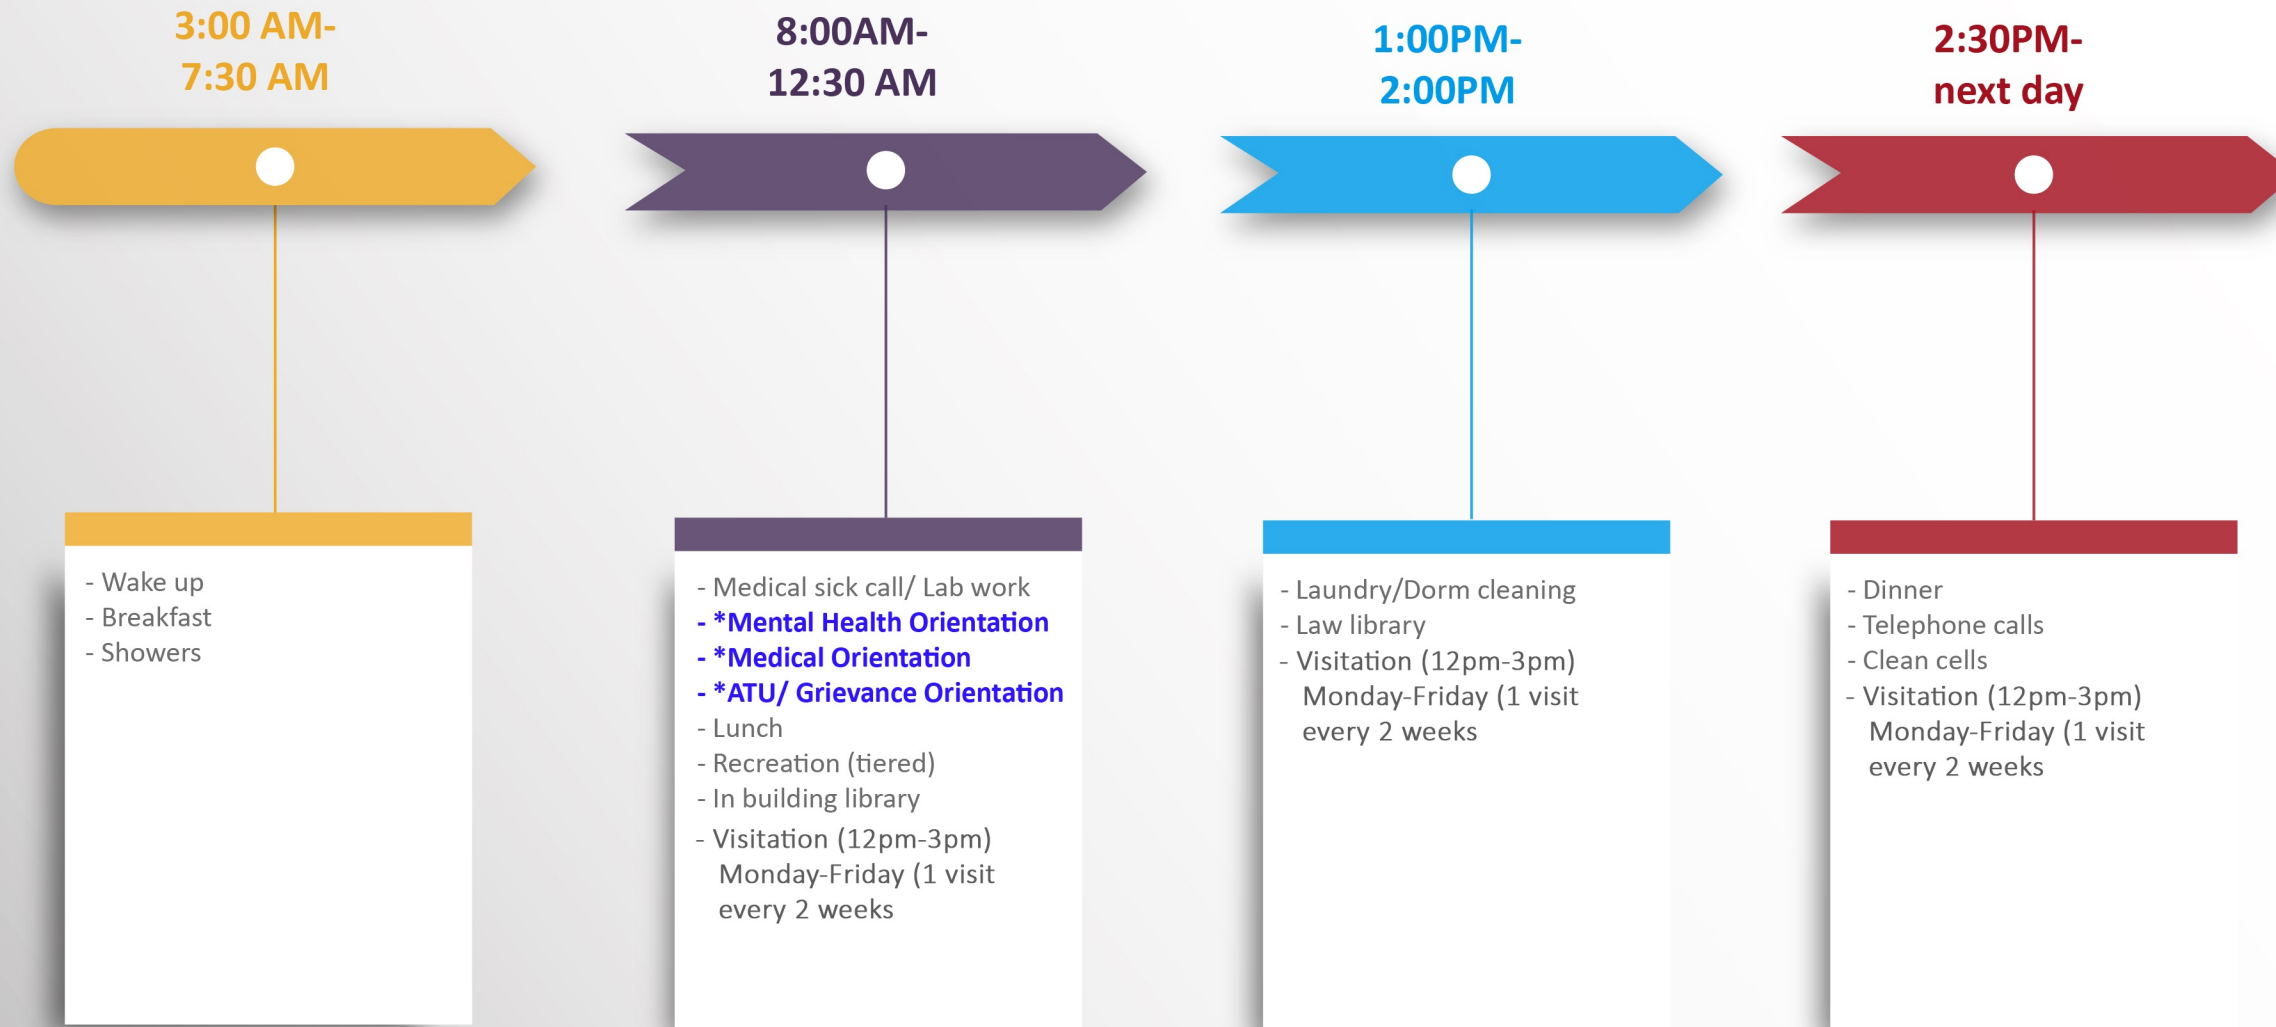 3:00 AM-
7:30 AM
- Wake up
- Breakfast
- Showers
8:00AM-
12:30 AM
- Medical sick call/ Lab work
- *Mental Health Orientation
- *Medical Orientation
- *ATU/ Grievance Orientation
- Lunch
- Recreation (tiered)
- In building library
- Visitation (12pm-3pm)
Monday-Friday (1 visit
every 2 weeks
1:00PM-
2:00PM
- Laundry/Dorm cleaning
- Law library
- Visitation (12pm-3pm)
Monday-Friday (1 visit
every 2 weeks
2:30PM-
next day
- Dinner
- Telephone calls
- Clean cells
- Visitation (12pm-3pm)
Monday-Friday (1 visit
every 2 weeks